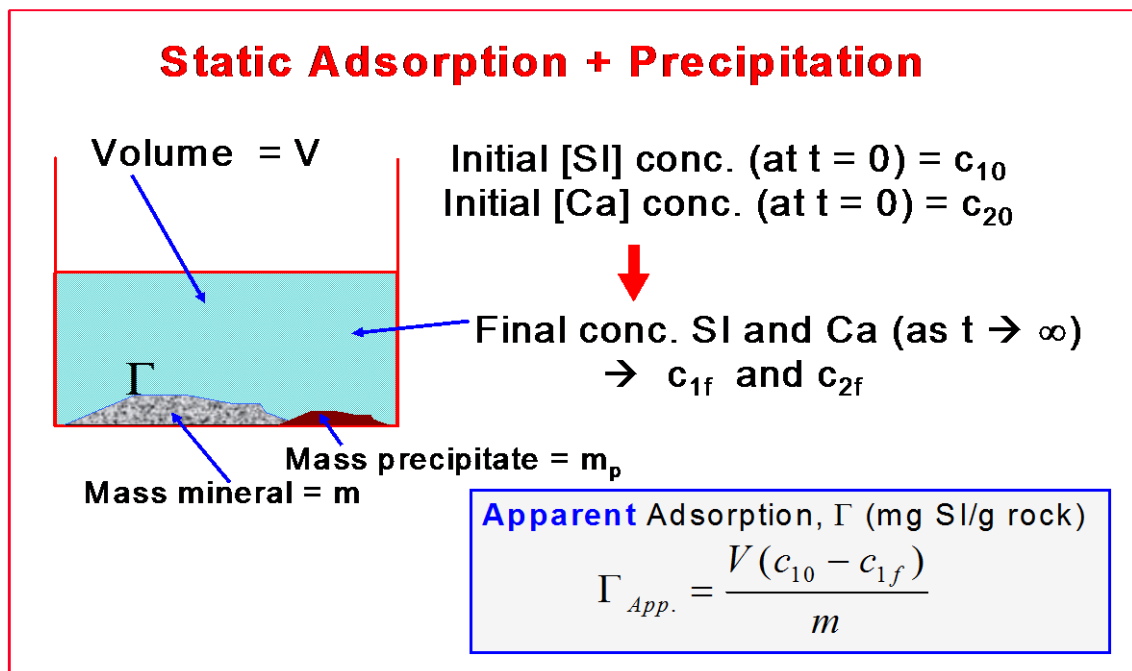 Static Adsorption + Precipitation
Volume = V
Initial [SI] conc. (at t = 0) = c₁₀
Initial [Ca] conc. (at t = 0) = c₂₀
Final conc. SI and Ca (as t → ∞)
→ c₁f and c₂f
Γ
Mass precipitate = mₚ
Mass mineral = m
Apparent Adsorption, Γ (mg SI/g rock)
Γ_App. = V(c₁₀ − c₁f) / m